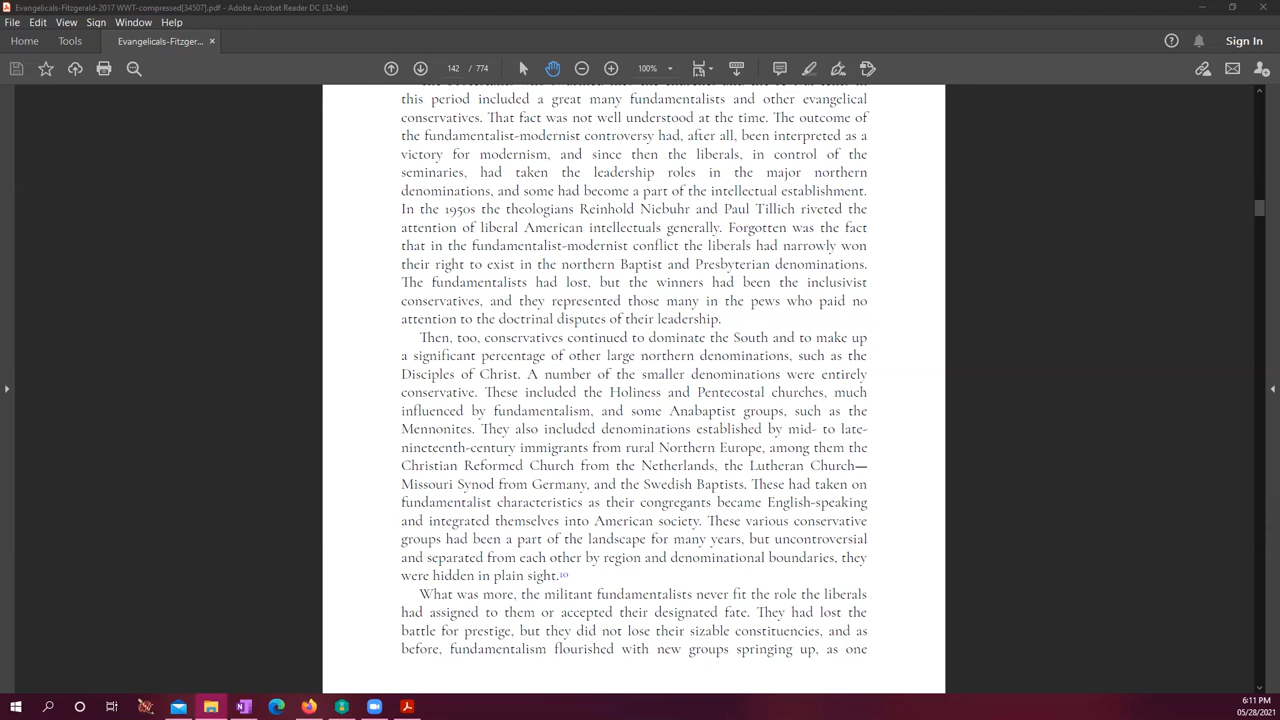 Evangelicals-Fitzgerald-2017 WWT-compressed[34507].pdf - Adobe Acrobat Reader DC (32-bit)
File Edit View Sign Window Help
Home Tools Evangelicals-Fitzger... × Sign In
142 / 774 100%
this period included a great many fundamentalists and other evangelical
conservatives. That fact was not well understood at the time. The outcome of
the fundamentalist-modernist controversy had, after all, been interpreted as a
victory for modernism, and since then the liberals, in control of the
seminaries, had taken the leadership roles in the major northern
denominations, and some had become a part of the intellectual establishment.
In the 1950s the theologians Reinhold Niebuhr and Paul Tillich riveted the
attention of liberal American intellectuals generally. Forgotten was the fact
that in the fundamentalist-modernist conflict the liberals had narrowly won
their right to exist in the northern Baptist and Presbyterian denominations.
The fundamentalists had lost, but the winners had been the inclusivist
conservatives, and they represented those many in the pews who paid no
attention to the doctrinal disputes of their leadership.
Then, too, conservatives continued to dominate the South and to make up
a significant percentage of other large northern denominations, such as the
Disciples of Christ. A number of the smaller denominations were entirely
conservative. These included the Holiness and Pentecostal churches, much
influenced by fundamentalism, and some Anabaptist groups, such as the
Mennonites. They also included denominations established by mid- to late-
nineteenth-century immigrants from rural Northern Europe, among them the
Christian Reformed Church from the Netherlands, the Lutheran Church—
Missouri Synod from Germany, and the Swedish Baptists. These had taken on
fundamentalist characteristics as their congregants became English-speaking
and integrated themselves into American society. These various conservative
groups had been a part of the landscape for many years, but uncontroversial
and separated from each other by region and denominational boundaries, they
were hidden in plain sight.10
What was more, the militant fundamentalists never fit the role the liberals
had assigned to them or accepted their designated fate. They had lost the
battle for prestige, but they did not lose their sizable constituencies, and as
before, fundamentalism flourished with new groups springing up, as one
6:11 PM
05/28/2021